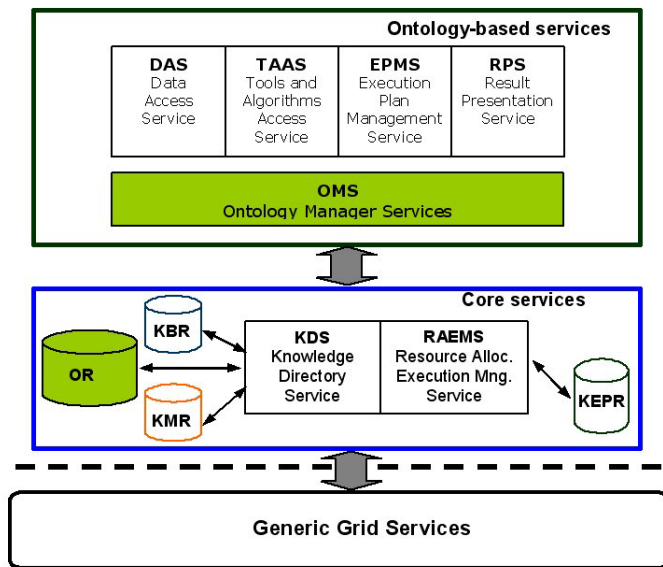 Ontology-based services
DAS
Data
Access
Service
TAAS
Tools and
Algorithms
Access
Service
EPMS
Execution
Plan
Management
Service
RPS
Result
Presentation
Service
OMS
Ontology Manager Services
Core services
KBR
OR
KMR
KDS
Knowledge
Directory
Service
RAEMS
Resource Alloc.
Execution Mng.
Service
KEPR
Generic Grid Services